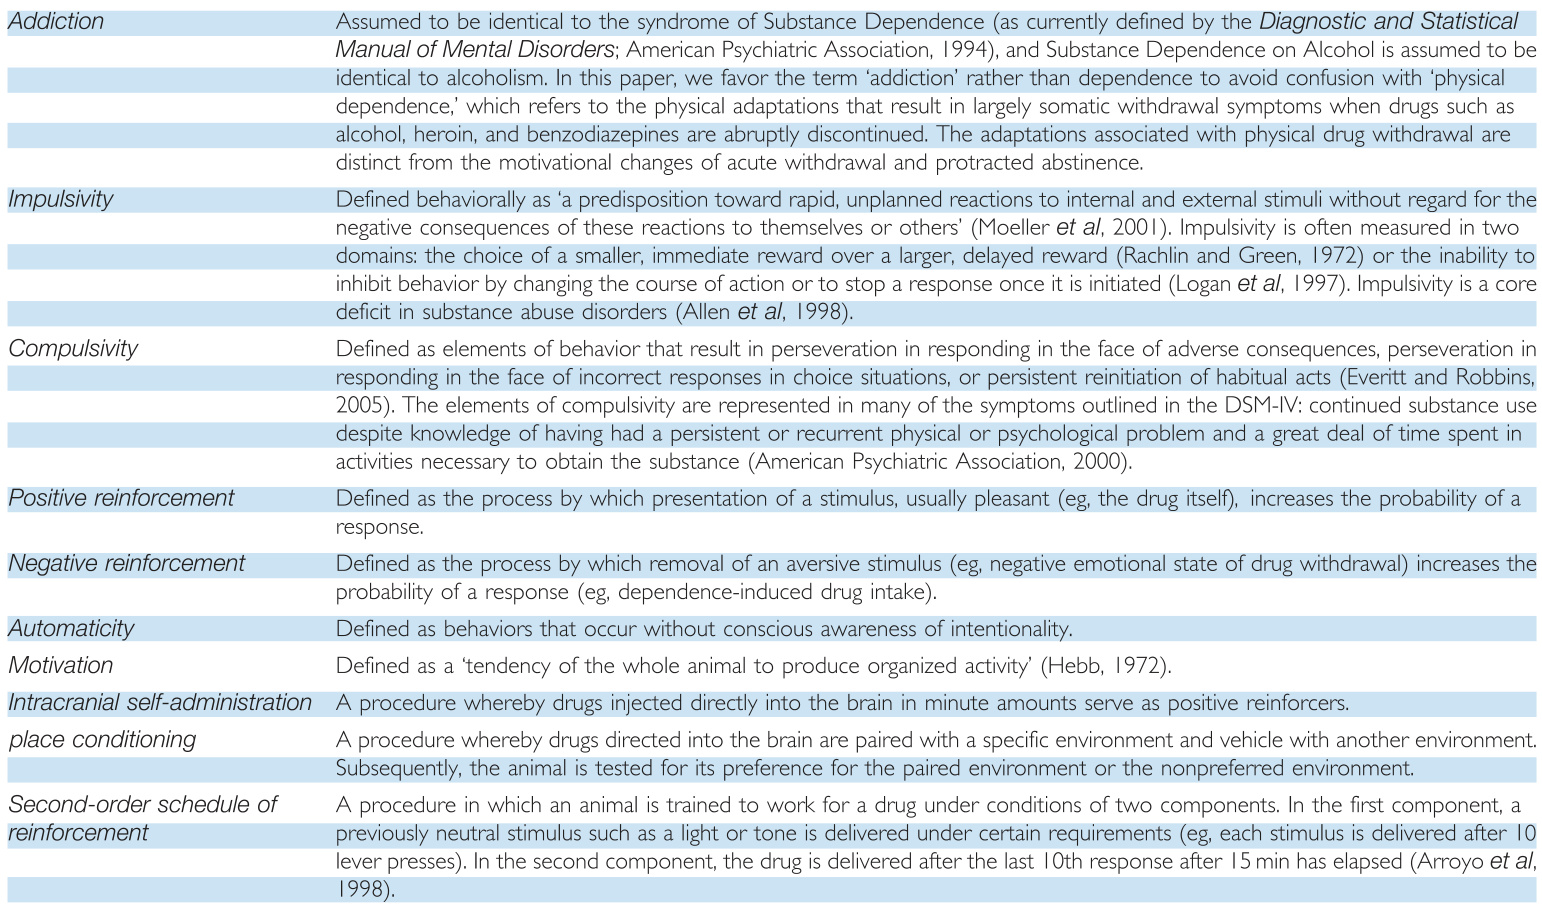 Addiction Assumed to be identical to the syndrome of Substance Dependence (as currently defined by the Diagnostic and Statistical
Manual of Mental Disorders; American Psychiatric Association, 1994), and Substance Dependence on Alcohol is assumed to be
identical to alcoholism. In this paper, we favor the term ‘addiction’ rather than dependence to avoid confusion with ‘physical
dependence,’ which refers to the physical adaptations that result in largely somatic withdrawal symptoms when drugs such as
alcohol, heroin, and benzodiazepines are abruptly discontinued. The adaptations associated with physical drug withdrawal are
distinct from the motivational changes of acute withdrawal and protracted abstinence.
Impulsivity Defined behaviorally as ‘a predisposition toward rapid, unplanned reactions to internal and external stimuli without regard for the
negative consequences of these reactions to themselves or others’ (Moeller et al, 2001). Impulsivity is often measured in two
domains: the choice of a smaller, immediate reward over a larger, delayed reward (Rachlin and Green, 1972) or the inability to
inhibit behavior by changing the course of action or to stop a response once it is initiated (Logan et al, 1997). Impulsivity is a core
deficit in substance abuse disorders (Allen et al, 1998).
Compulsivity Defined as elements of behavior that result in perseveration in responding in the face of adverse consequences, perseveration in
responding in the face of incorrect responses in choice situations, or persistent reinitiation of habitual acts (Everitt and Robbins,
2005). The elements of compulsivity are represented in many of the symptoms outlined in the DSM-IV: continued substance use
despite knowledge of having had a persistent or recurrent physical or psychological problem and a great deal of time spent in
activities necessary to obtain the substance (American Psychiatric Association, 2000).
Positive reinforcement Defined as the process by which presentation of a stimulus, usually pleasant (eg, the drug itself), increases the probability of a
response.
Negative reinforcement Defined as the process by which removal of an aversive stimulus (eg, negative emotional state of drug withdrawal) increases the
probability of a response (eg, dependence-induced drug intake).
Automaticity Defined as behaviors that occur without conscious awareness of intentionality.
Motivation Defined as a ‘tendency of the whole animal to produce organized activity’ (Hebb, 1972).
Intracranial self-administration A procedure whereby drugs injected directly into the brain in minute amounts serve as positive reinforcers.
place conditioning A procedure whereby drugs directed into the brain are paired with a specific environment and vehicle with another environment.
Subsequently, the animal is tested for its preference for the paired environment or the nonpreferred environment.
Second-order schedule of A procedure in which an animal is trained to work for a drug under conditions of two components. In the first component, a
reinforcement previously neutral stimulus such as a light or tone is delivered under certain requirements (eg, each stimulus is delivered after 10
lever presses). In the second component, the drug is delivered after the last 10th response after 15 min has elapsed (Arroyo et al,
1998).